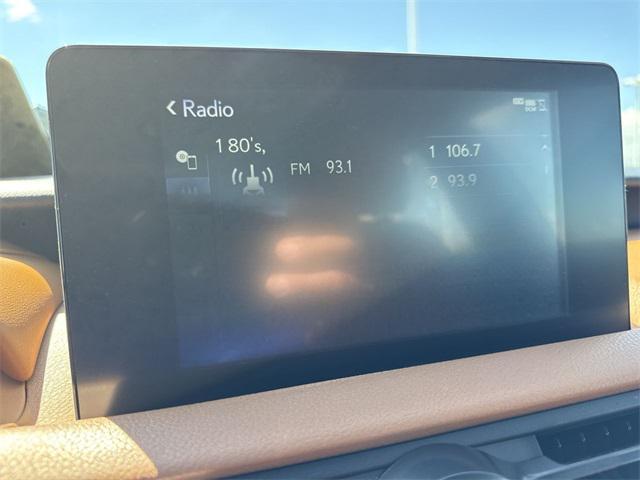 < Radio
1 80's,
FM 93.1
1 106.7
2 93.9